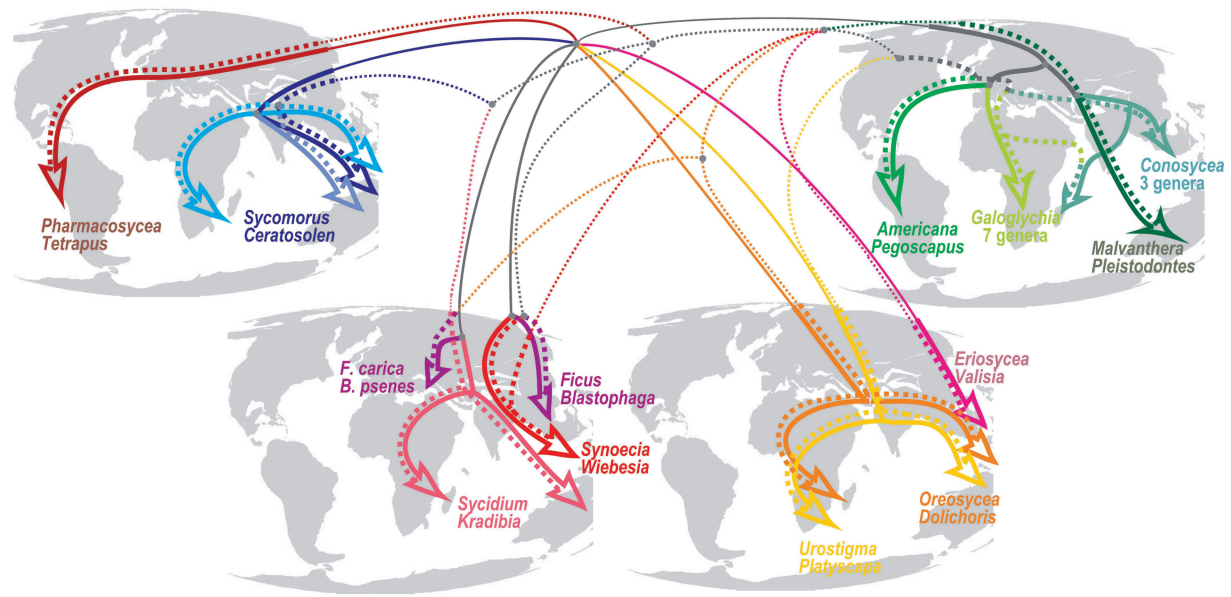 Pharmacosycea
Tetrapus
Sycomorus
Ceratosolen
Americana
Pegoscapus
Galoglychia
7 genera
Conosycea
3 genera
Malvanthera
Pleistodontes
F. carica
B. psenes
Ficus
Blastophaga
Synoecia
Wiebesia
Sycidium
Kradibia
Eriosycea
Valisia
Oreosycea
Dolichoris
Urostigma
Platyscapa